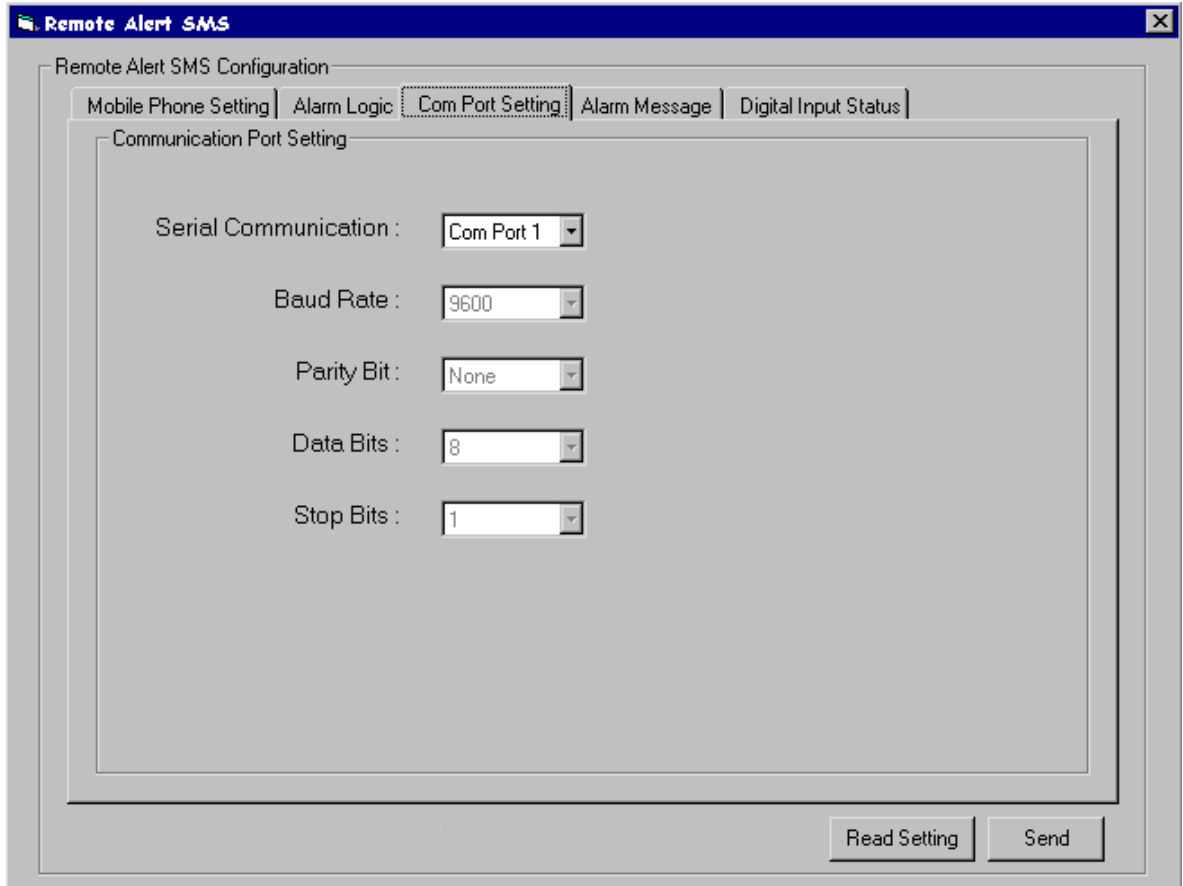 Remote Alert SMS
Remote Alert SMS Configuration
Mobile Phone Setting Alarm Logic Com Port Setting Alarm Message Digital Input Status
Communication Port Setting
Serial Communication : Com Port 1
Baud Rate : 9600
Parity Bit : None
Data Bits : 8
Stop Bits : 1
Read Setting Send